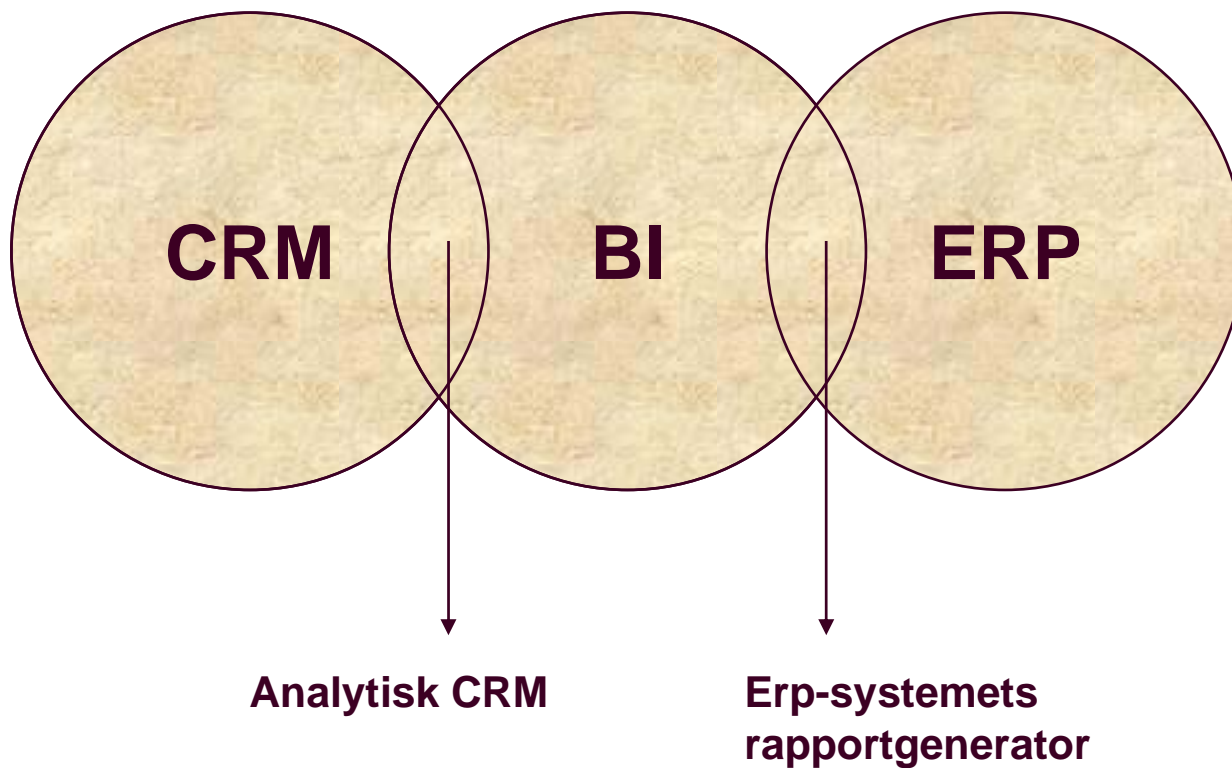 CRM
BI
ERP
Analytisk CRM
Erp-systemets
rapportgenerator